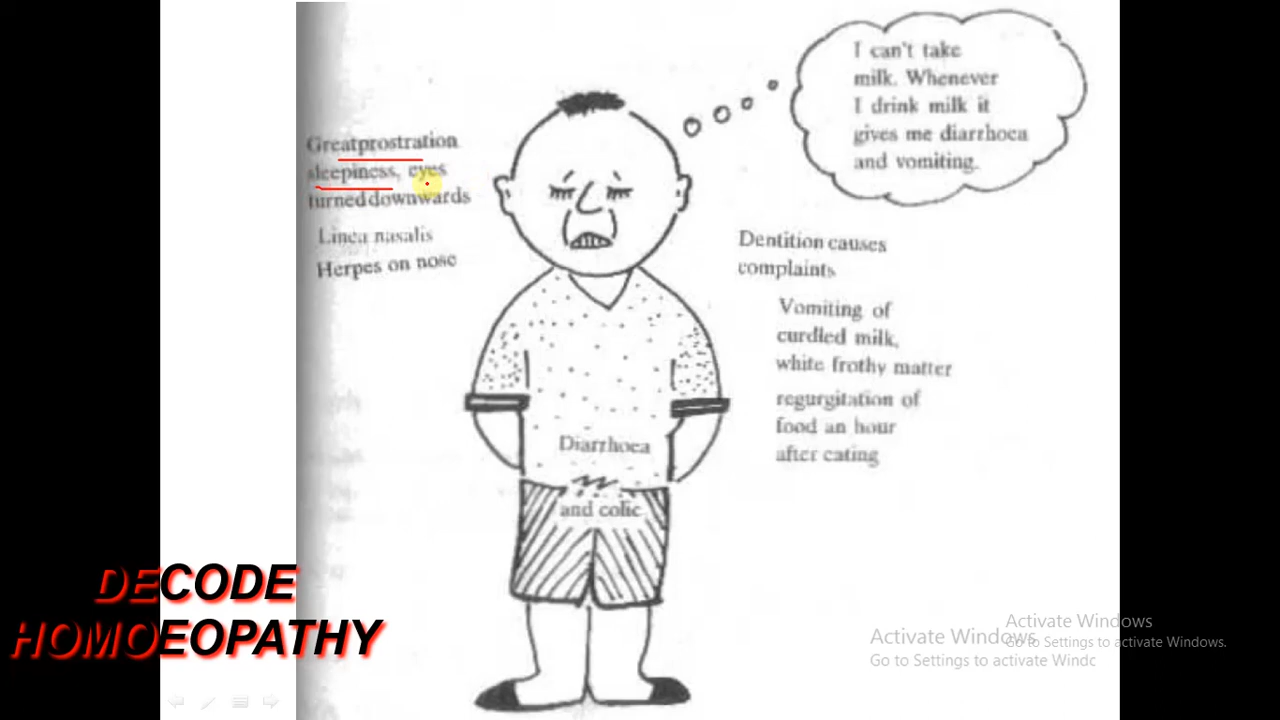 I can't take
milk. Whenever
I drink milk it
gives me diarrhoea
and vomiting.
Greatprostration
sleepiness, eyes
turned downwards
Linea nasalis
Herpes on nose
Dentition causes
complaints
Vomiting of
curdled milk,
white frothy matter
regurgitation of
food an hour
after eating
Diarrhoea
and colic
DECODE
HOMOEOPATHY
Activate Windows
Go to Settings to activate Windows.
Activate Windows
Go to Settings to activate Windc